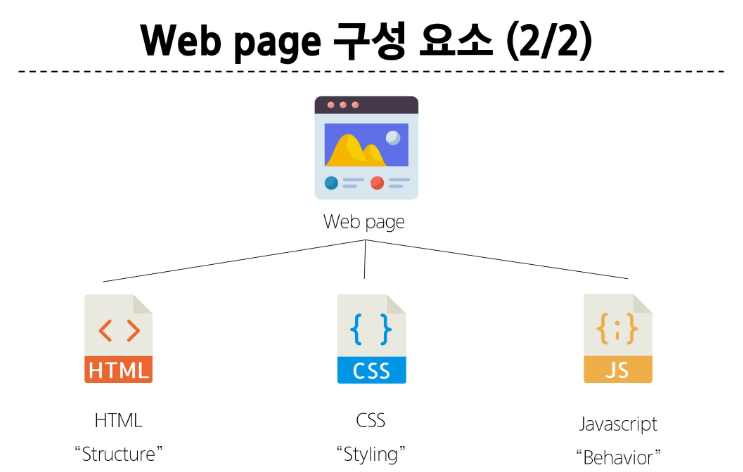 Web page 구성 요소 (2/2)
Web page
< >
HTML
{ }
CSS
{;}
JS
HTML
“Structure”
CSS
“Styling”
Javascript
“Behavior”